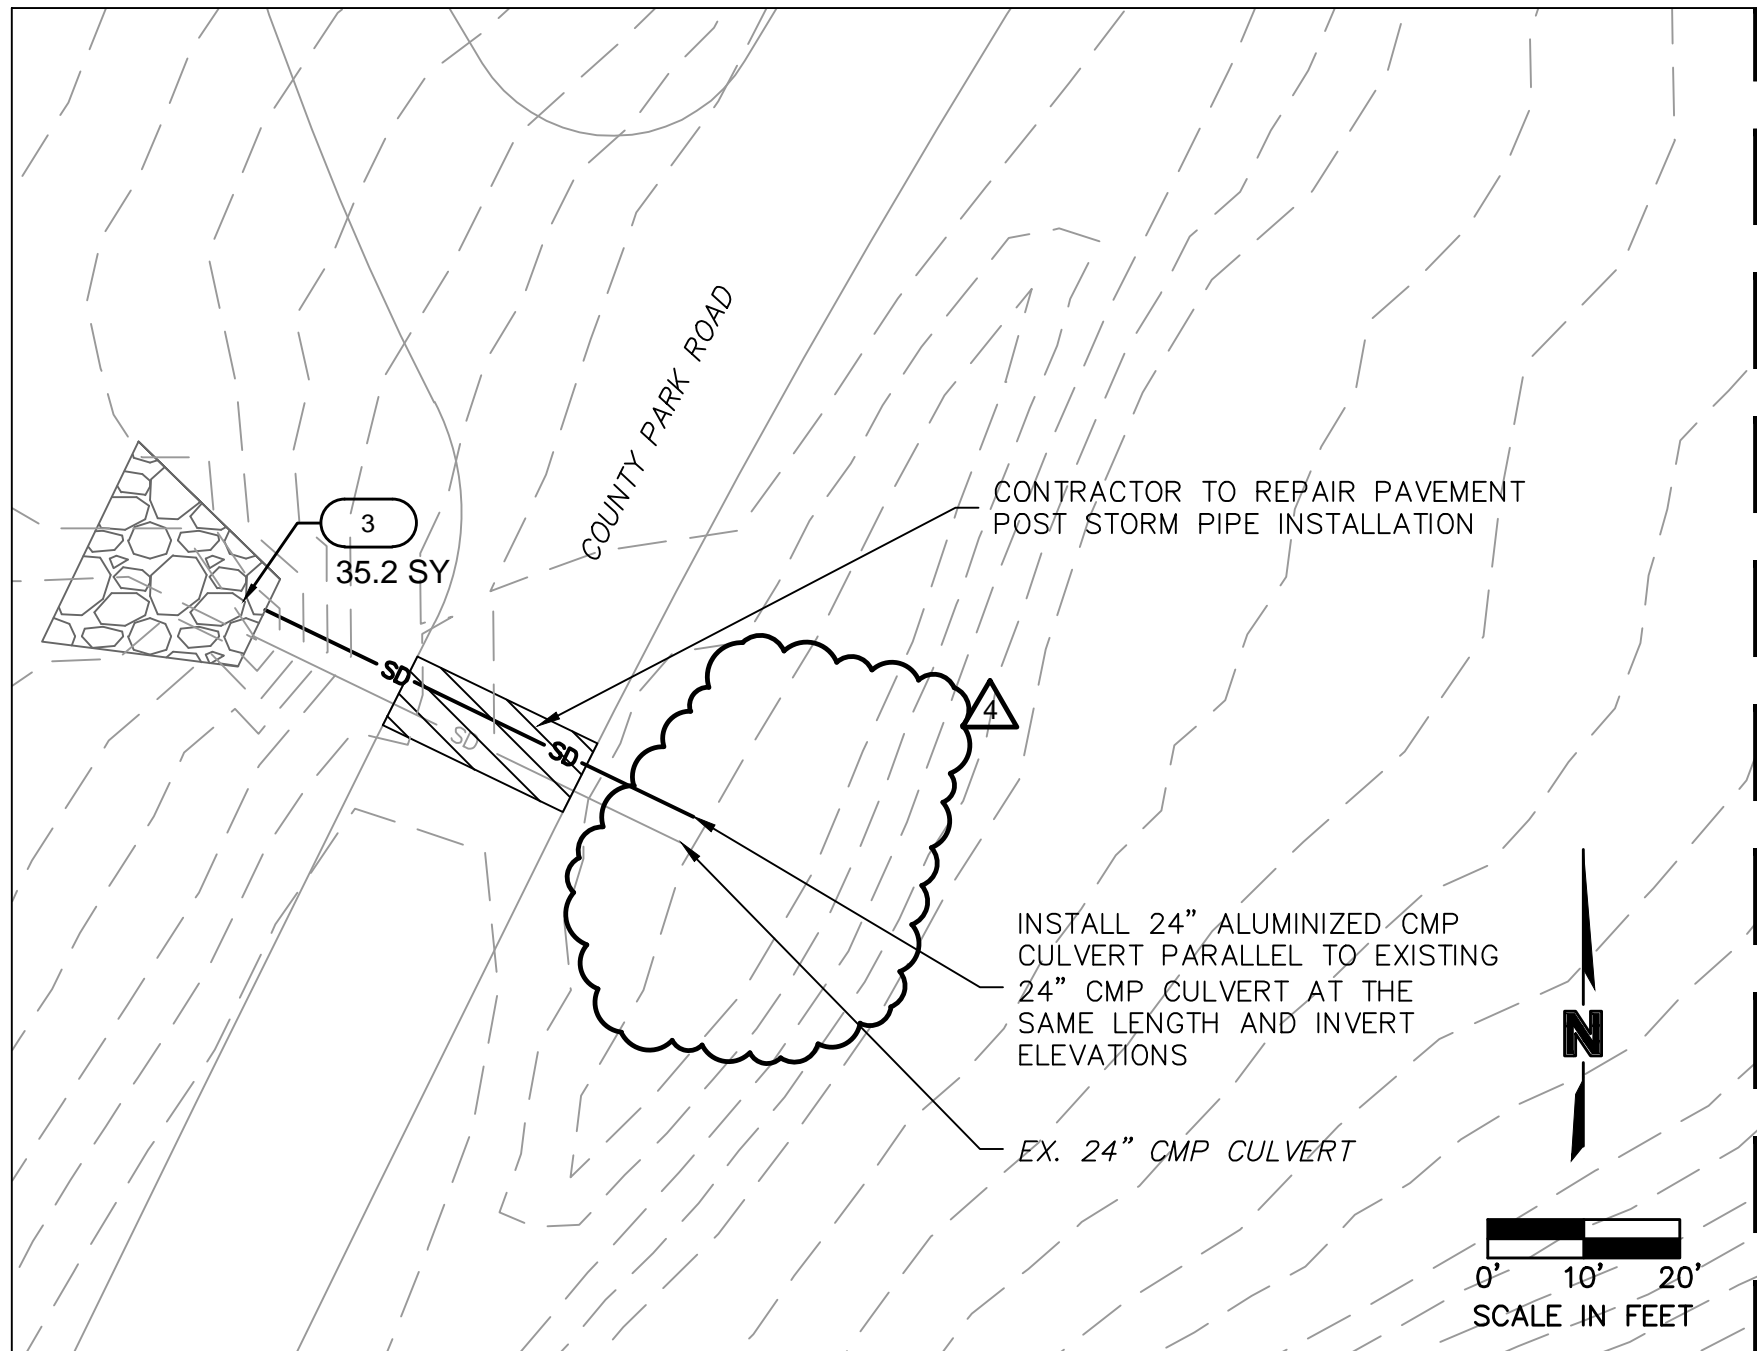 COUNTY PARK ROAD
CONTRACTOR TO REPAIR PAVEMENT
POST STORM PIPE INSTALLATION
3
35.2 SY
SD
SD
SD
4
INSTALL 24” ALUMINIZED CMP
CULVERT PARALLEL TO EXISTING
24” CMP CULVERT AT THE
SAME LENGTH AND INVERT
ELEVATIONS
EX. 24” CMP CULVERT
N
0' 10' 20'
SCALE IN FEET